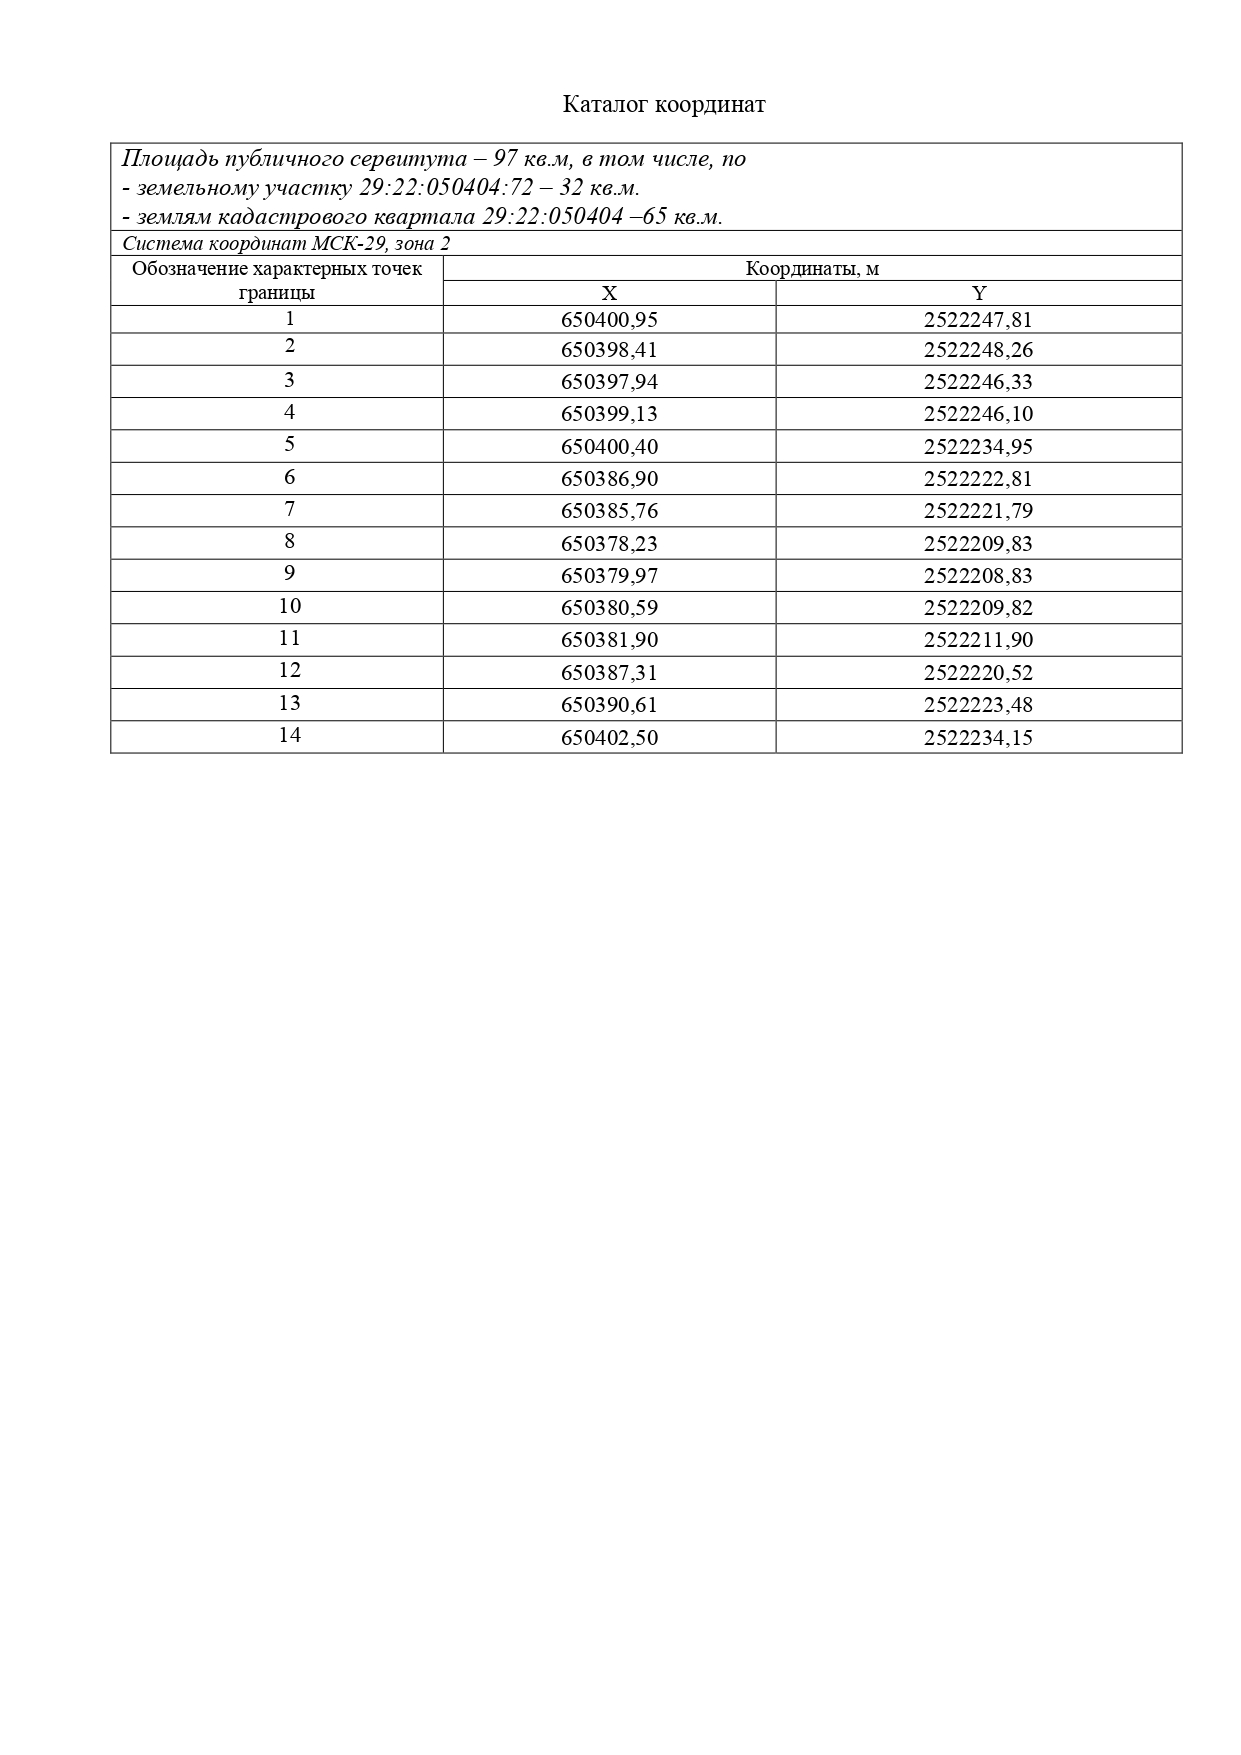 Каталог координат
Площадь публичного сервитута – 97 кв.м, в том числе, по
- земельному участку 29:22:050404:72 – 32 кв.м.
- землям кадастрового квартала 29:22:050404 –65 кв.м.
Система координат МСК-29, зона 2
Обозначение характерных точек границы
Координаты, м
X Y
1 650400,95 2522247,81
2 650398,41 2522248,26
3 650397,94 2522246,33
4 650399,13 2522246,10
5 650400,40 2522234,95
6 650386,90 2522222,81
7 650385,76 2522221,79
8 650378,23 2522209,83
9 650379,97 2522208,83
10 650380,59 2522209,82
11 650381,90 2522211,90
12 650387,31 2522220,52
13 650390,61 2522223,48
14 650402,50 2522234,15